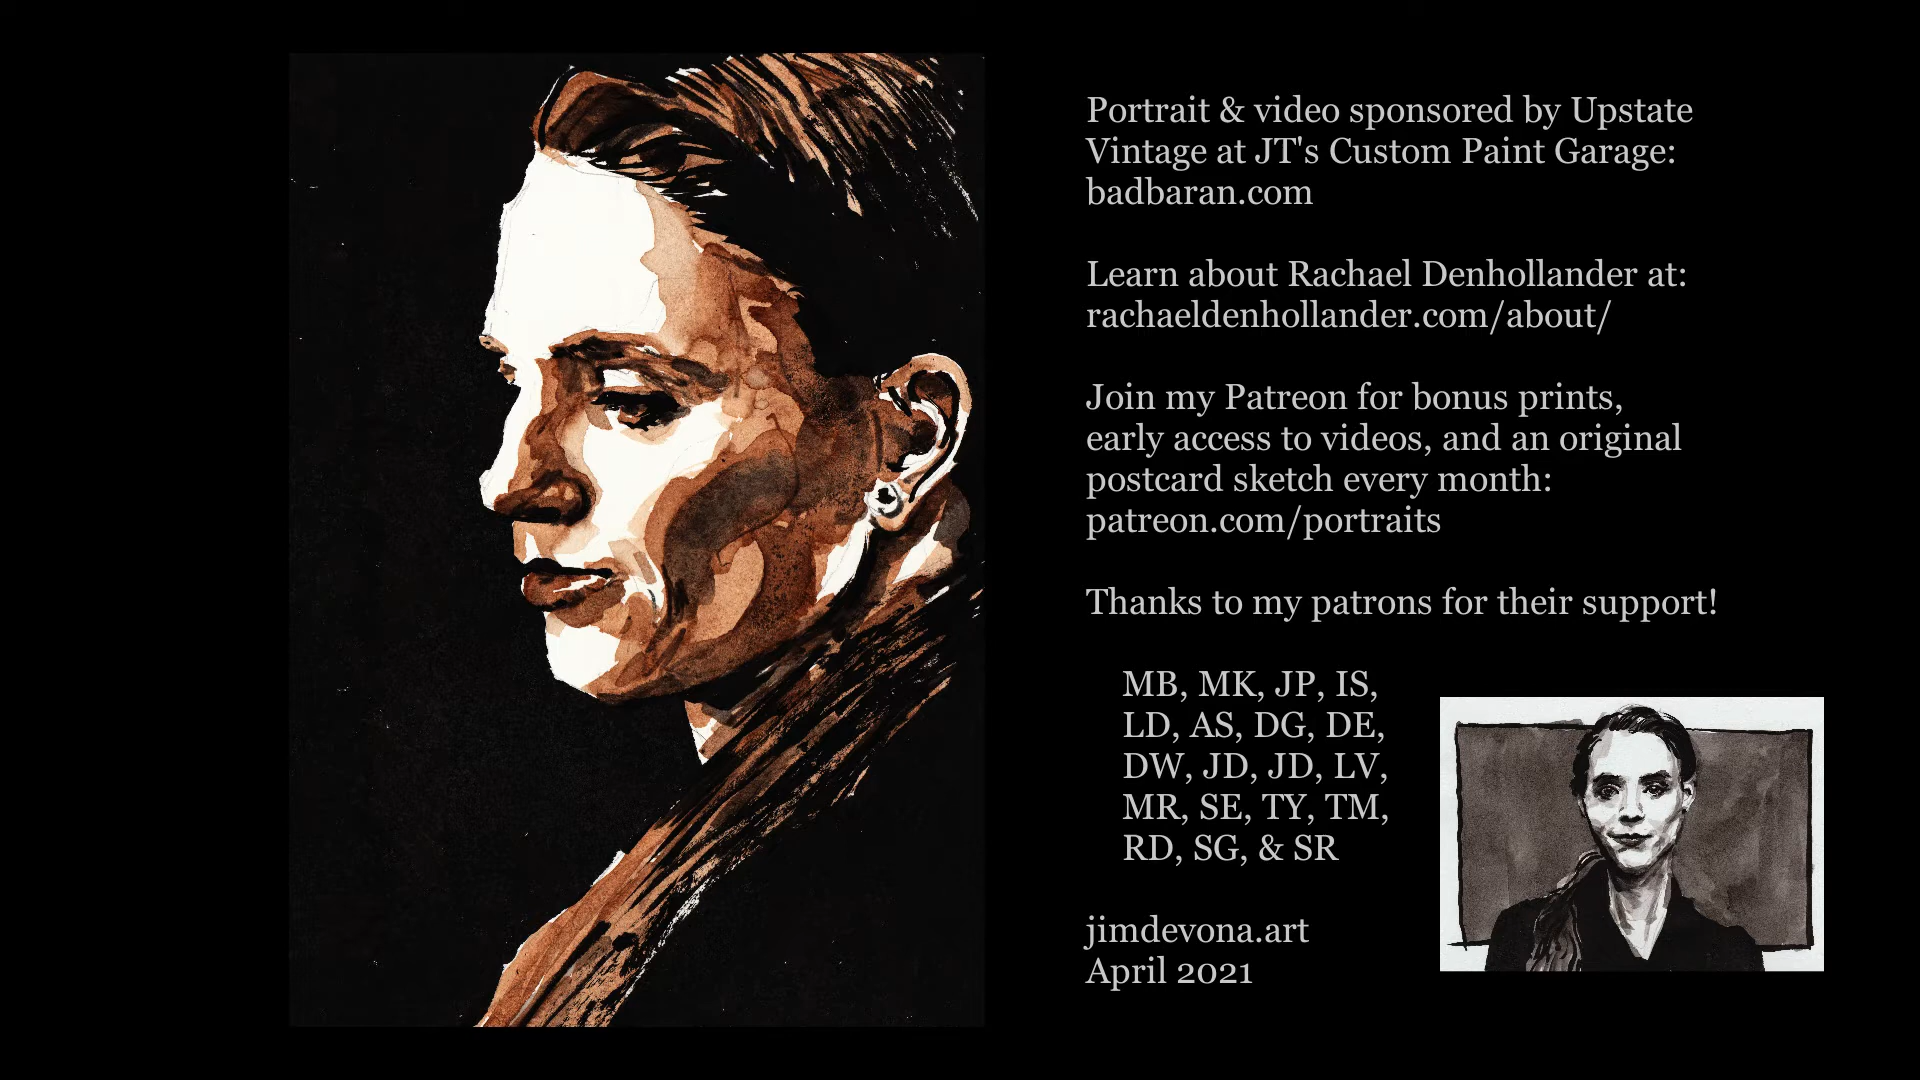 Portrait & video sponsored by Upstate
Vintage at JT's Custom Paint Garage:
badbaran.com
Learn about Rachael Denhollander at:
rachaeldenhollander.com/about/
Join my Patreon for bonus prints,
early access to videos, and an original
postcard sketch every month:
patreon.com/portraits
Thanks to my patrons for their support!
MB, MK, JP, IS,
LD, AS, DG, DE,
DW, JD, JD, LV,
MR, SE, TY, TM,
RD, SG, & SR
jimdevona.art
April 2021